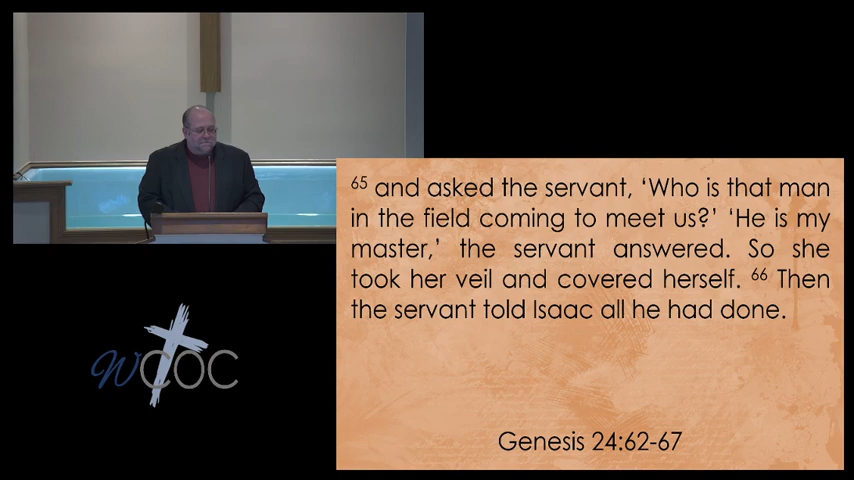 65 and asked the servant, ‘Who is that man
in the field coming to meet us?’ ‘He is my
master,’ the servant answered. So she
took her veil and covered herself. 66 Then
the servant told Isaac all he had done.
Genesis 24:62-67
WCOC